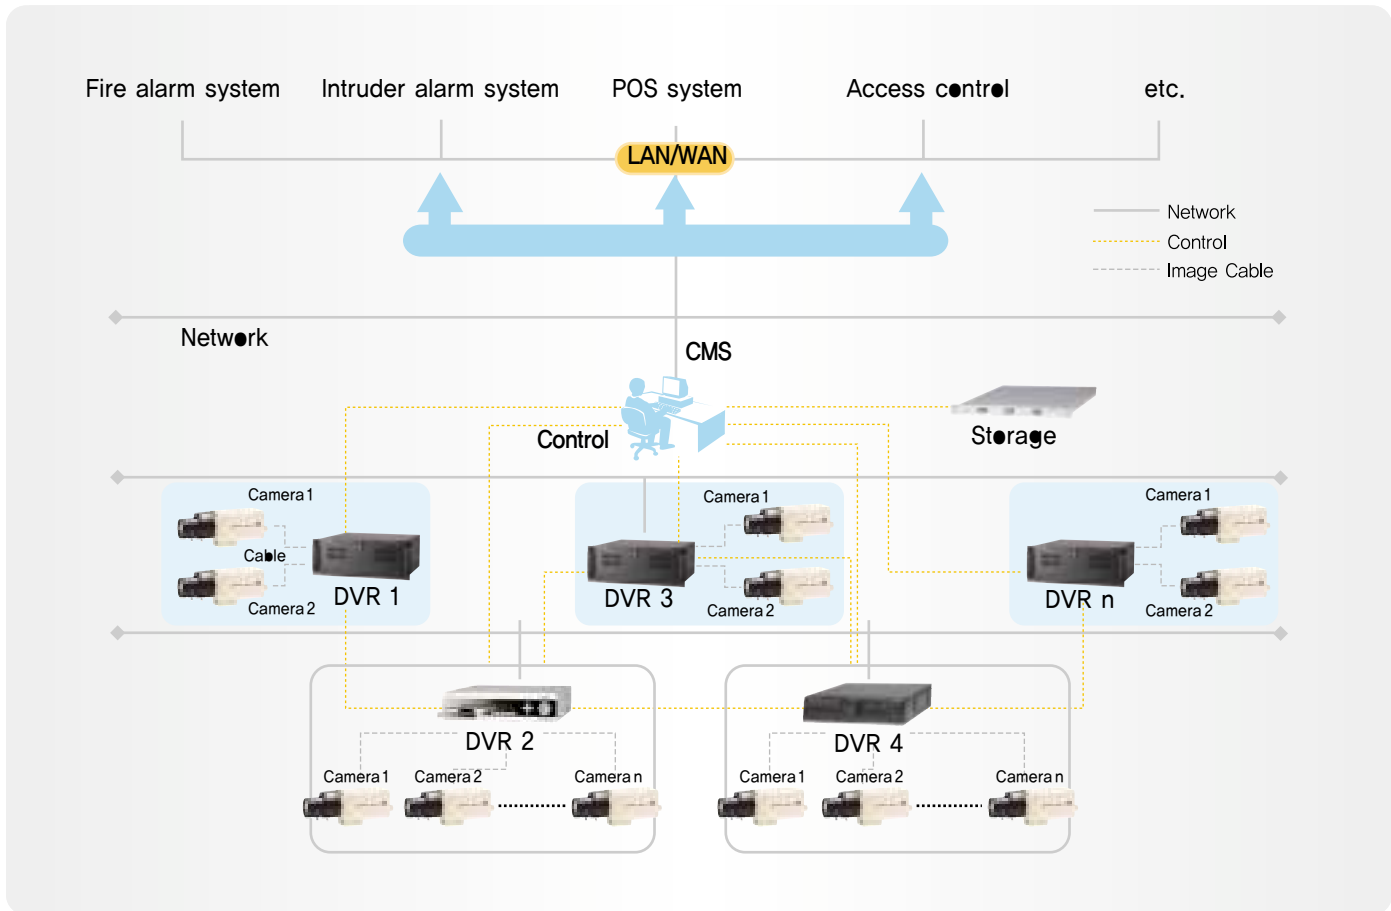 Fire alarm system
Intruder alarm system
POS system
Access control
etc.
LAN/WAN
Network
Control
Image Cable
Network
CMS
Control
Storage
Camera 1
Cable
Camera 2
DVR 1
Camera 1
DVR 3
Camera 2
Camera 1
DVR n
Camera 2
DVR 2
Camera 1
Camera 2
Camera n
DVR 4
Camera 1
Camera 2
Camera n